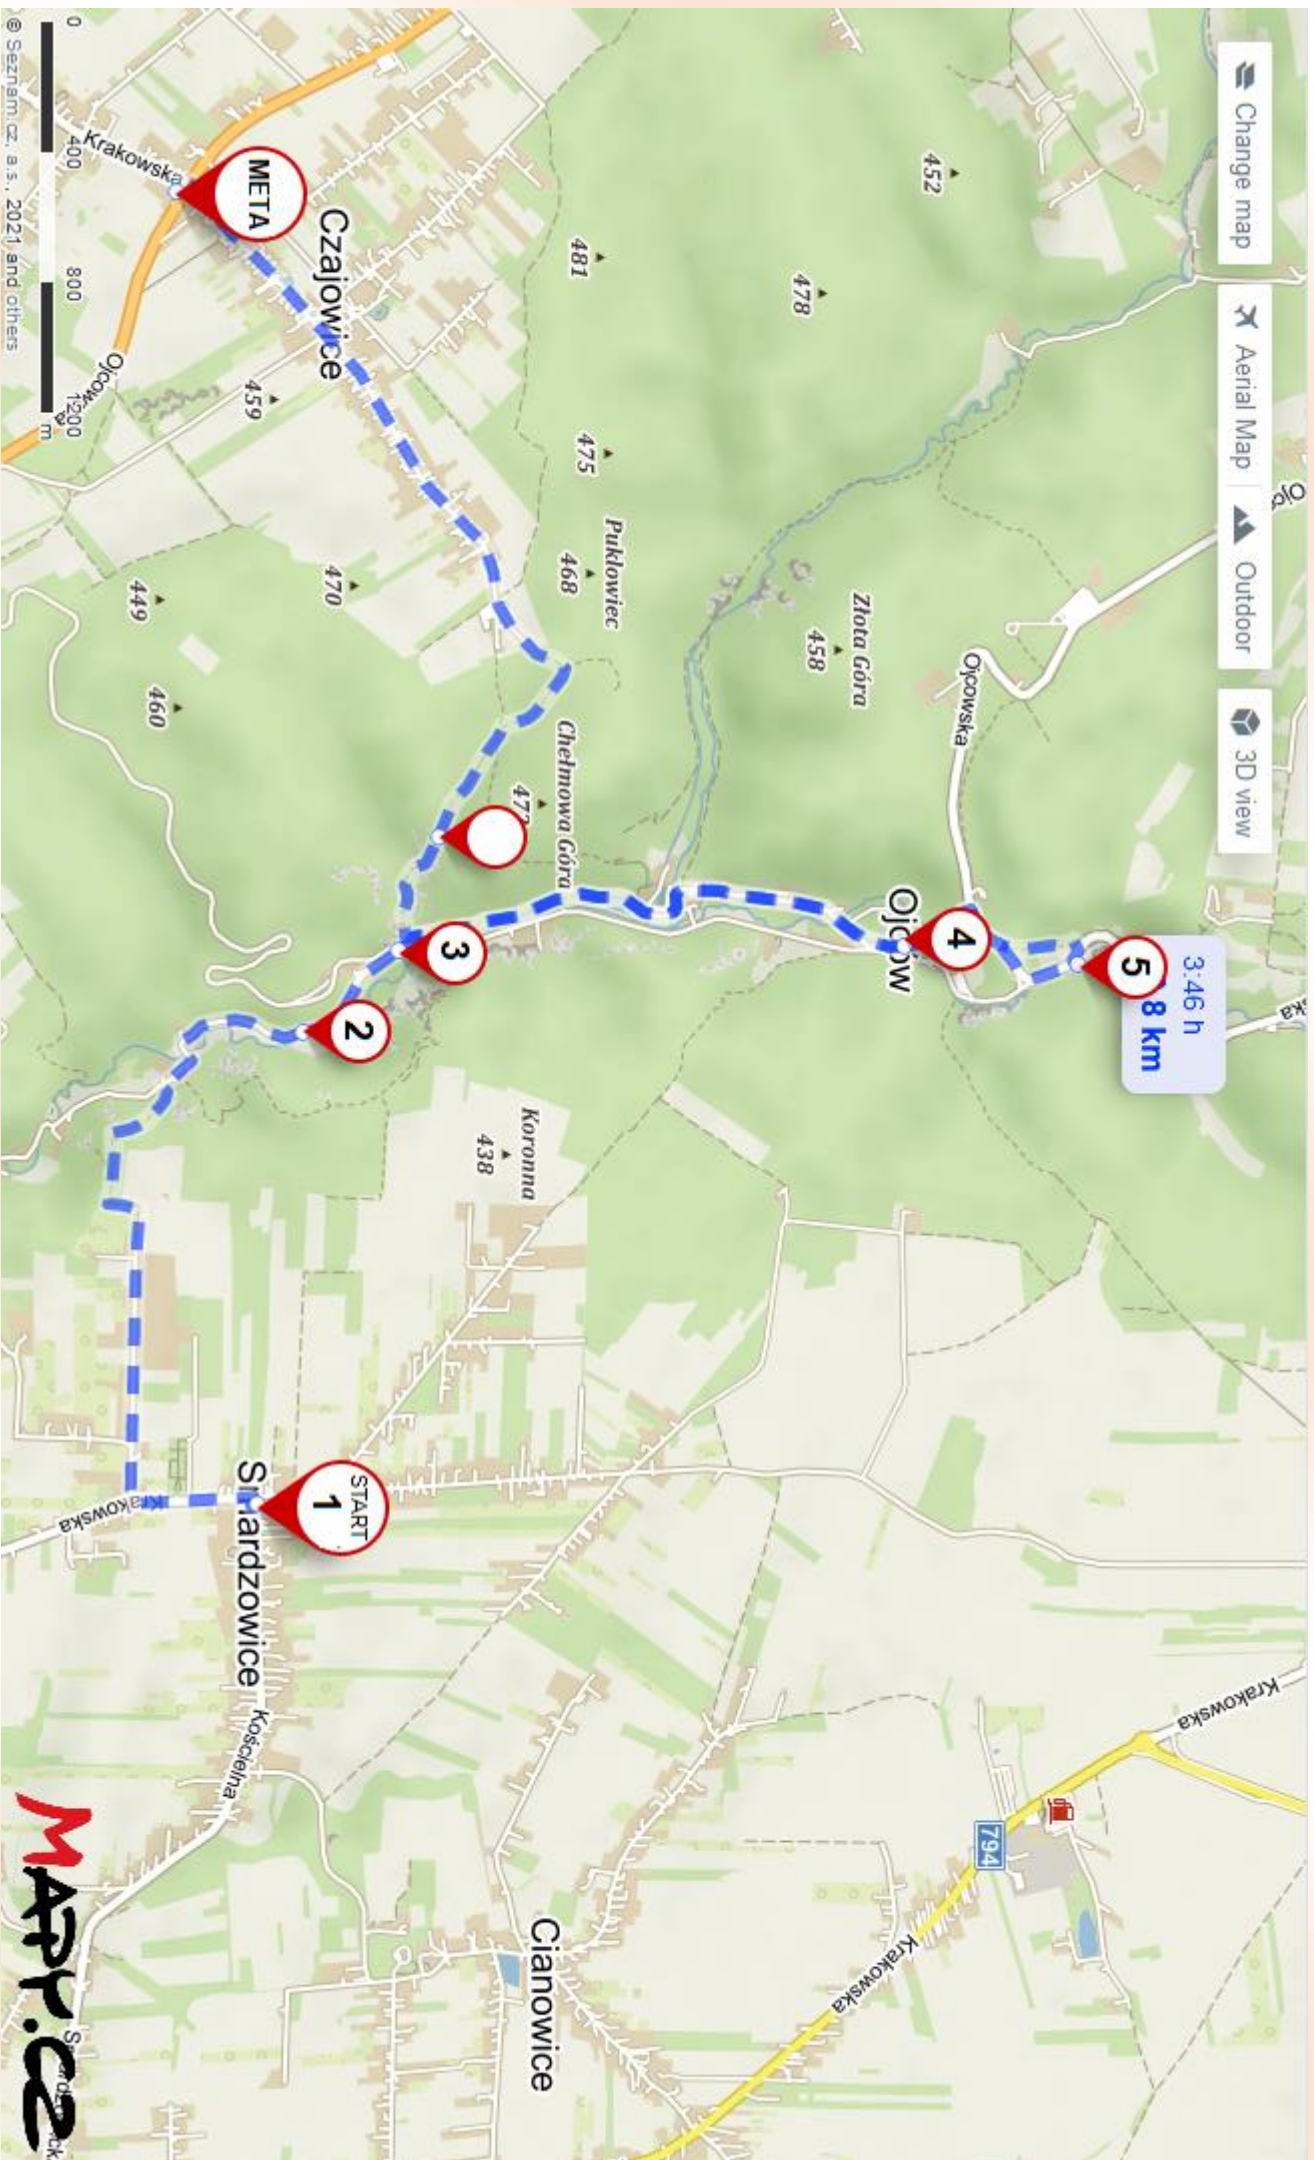 Change map
Aerial Map
Outdoor
3D view
3:46 h
8 km
452
478
481
475
Pukłowiec
468
Złota Góra
458
Ojcowska
Ojców
4
5
Chełmowa Góra
3
2
Koronna
438
Czajowice
META
Krakowska
459
470
449
460
START
1
Smardzowice
Krakowska
Kościelna
Cianowice
794
Krakowska
Krakowska
0
400
800
1200
m
© Seznam.cz, a.s., 2021 and others
MAPY.CZ